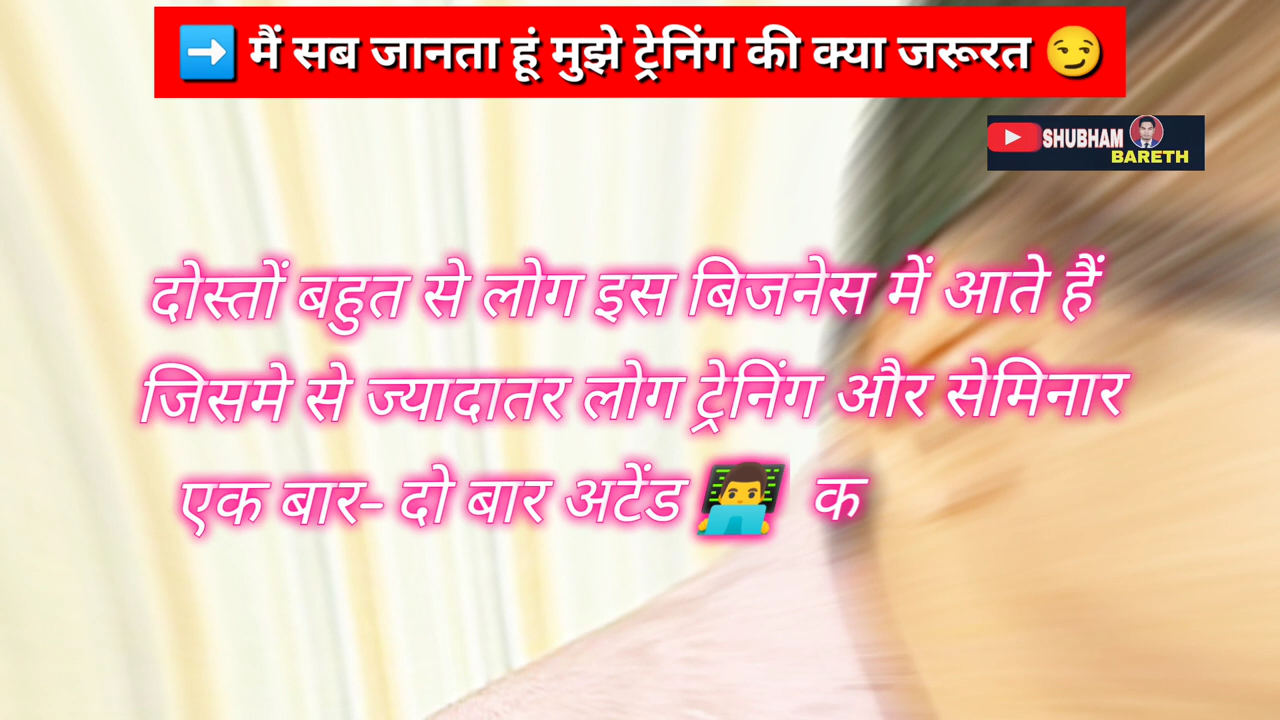 ➡️ मैं सब जानता हूं मुझे ट्रेनिंग की क्या जरूरत 😏
SHUBHAM
BARETH
दोस्तों बहुत से लोग इस बिजनेस में आते हैं
जिसमे से ज्यादातर लोग ट्रेनिंग और सेमिनार
एक बार- दो बार अटेंड 👨‍💻 क